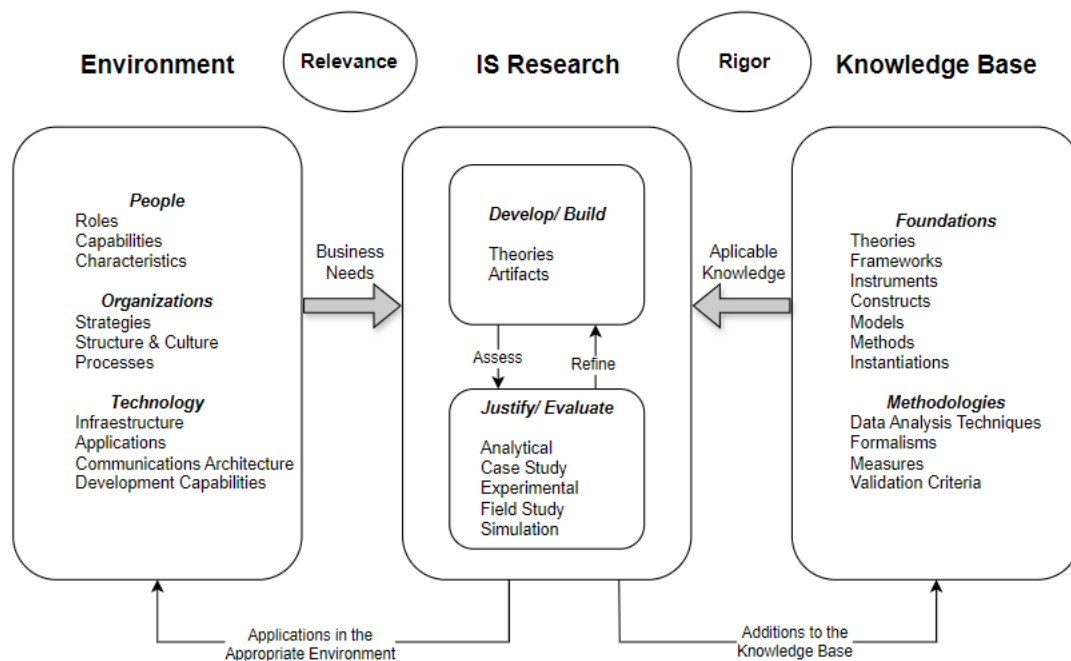 Relevance
Rigor
Environment
IS Research
Knowledge Base
People
Roles
Capabilities
Characteristics
Organizations
Strategies
Structure & Culture
Processes
Technology
Infraestructure
Applications
Communications Architecture
Development Capabilities
Business
Needs
Develop/ Build
Theories
Artifacts
Assess
Refine
Justify/ Evaluate
Analytical
Case Study
Experimental
Field Study
Simulation
Aplicable
Knowledge
Foundations
Theories
Frameworks
Instruments
Constructs
Models
Methods
Instantiations
Methodologies
Data Analysis Techniques
Formalisms
Measures
Validation Criteria
Applications in the
Appropriate Environment
Additions to the
Knowledge Base